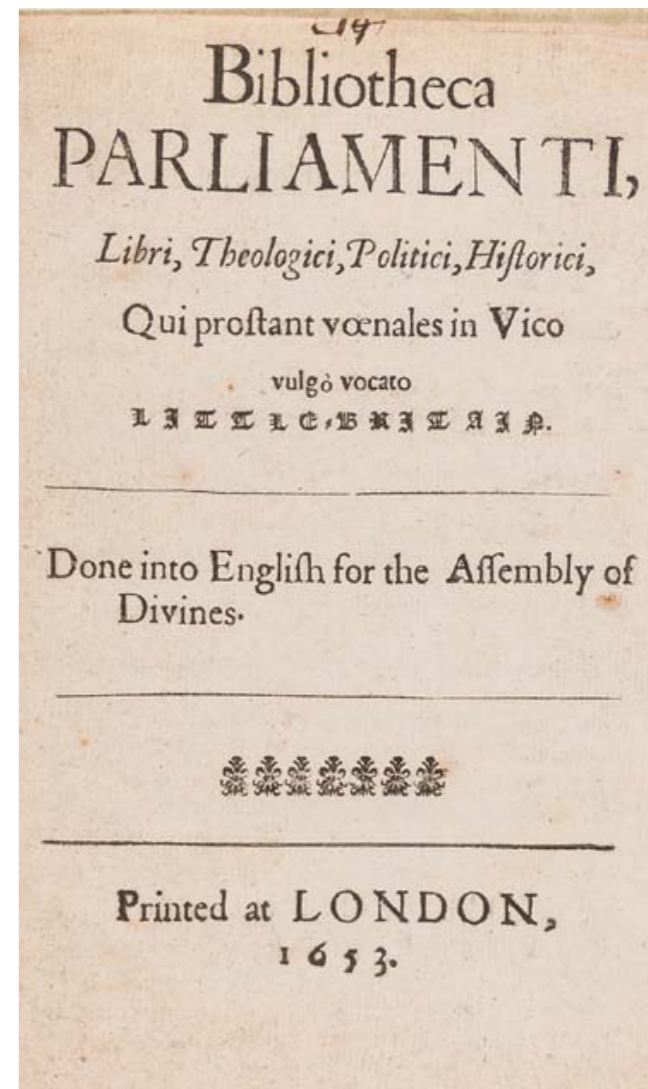 14
Bibliotheca
PARLIAMENTI,
Libri, Theologici, Politici, Hiſtorici,
Qui proſtant vœnales in Vico
vulgò vocato
LITTLE-BRITAIN.
Done into Engliſh for the Aſſembly of
Divines.
Printed at LONDON,
1653.